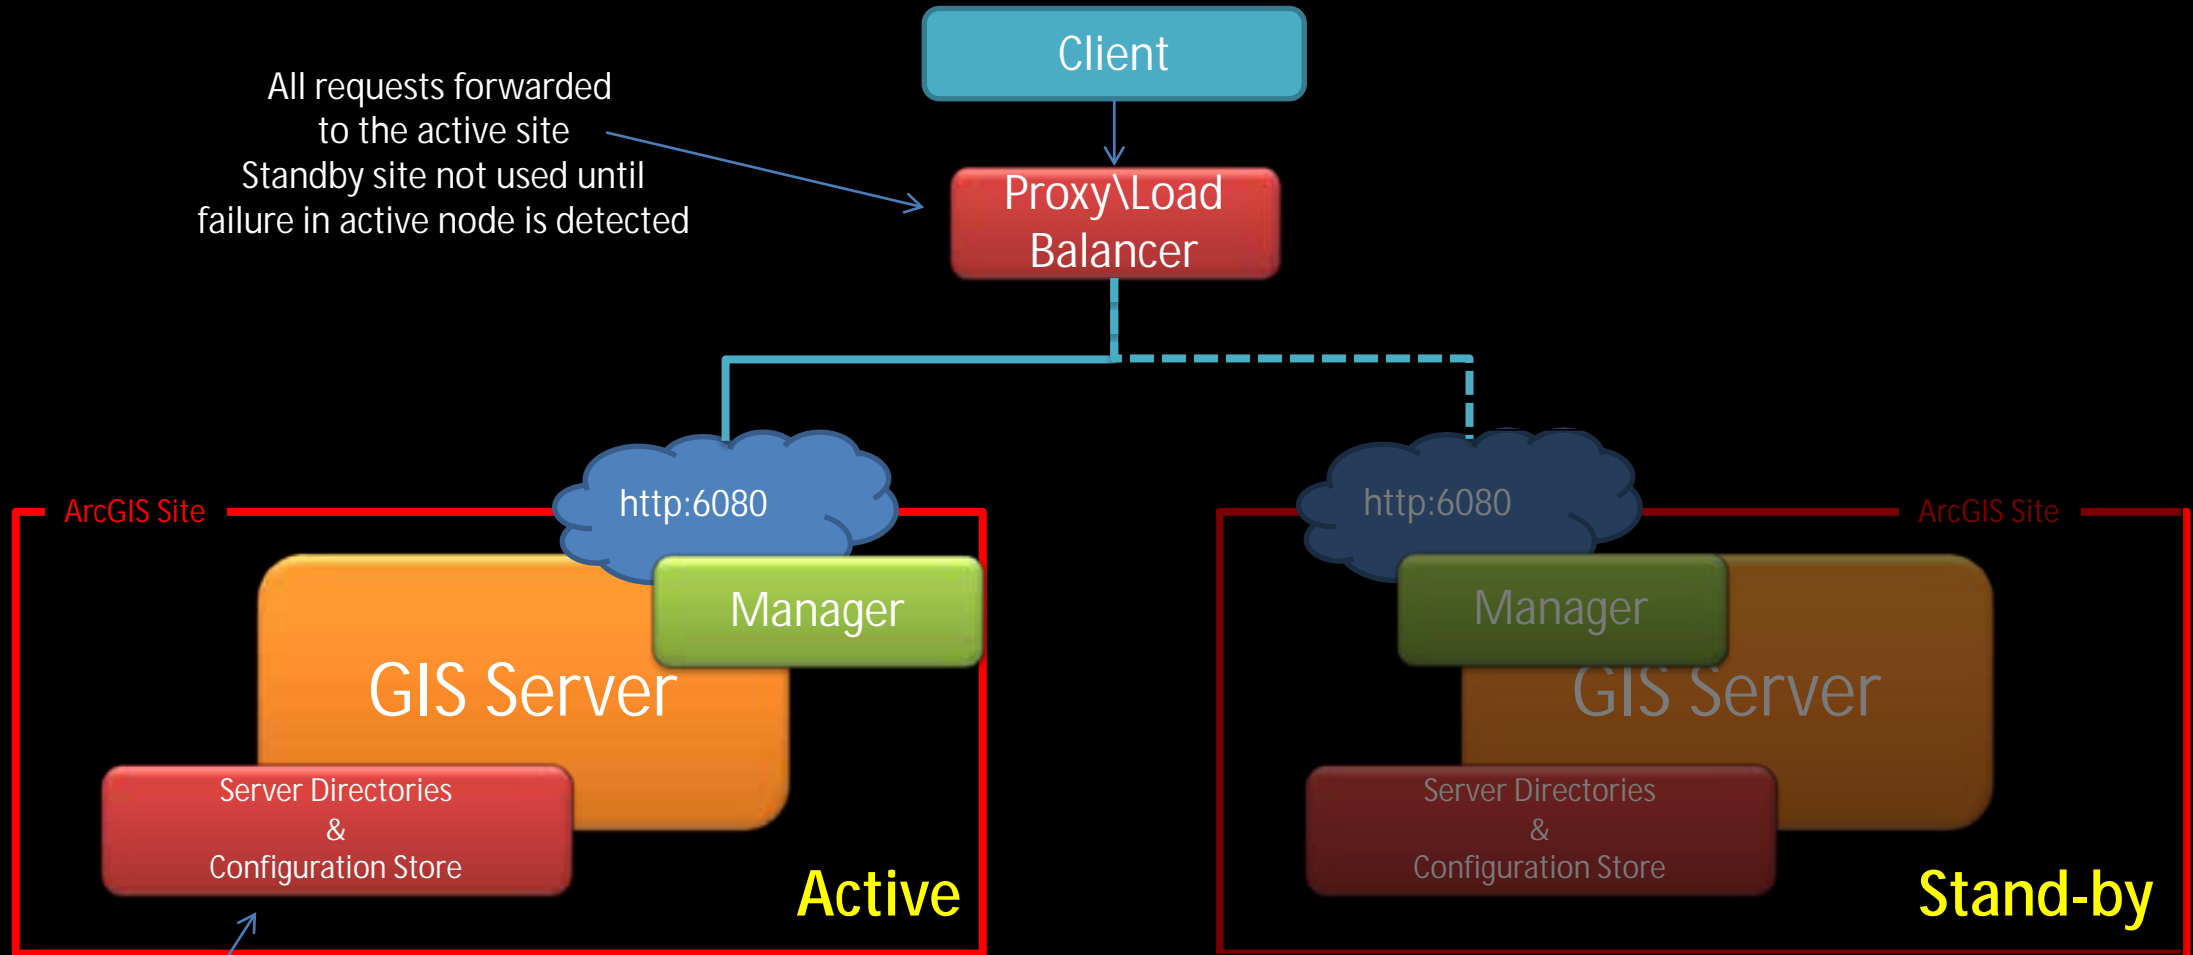 Client
All requests forwarded
to the active site
Standby site not used until
failure in active node is detected
Proxy\Load
Balancer
ArcGIS Site
http:6080
Manager
GIS Server
Server Directories
&
Configuration Store
Active
http:6080
ArcGIS Site
Manager
GIS Server
Server Directories
&
Configuration Store
Stand-by